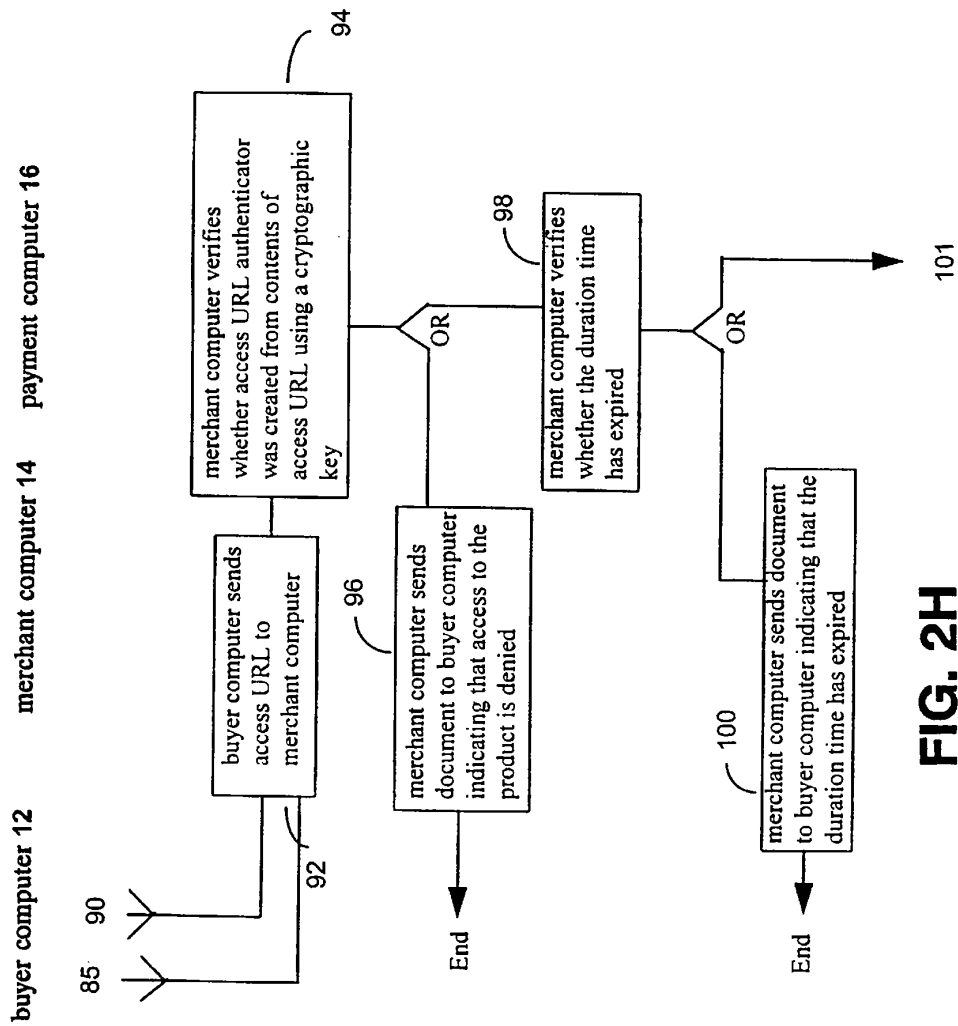 buyer computer 12
merchant computer 14
payment computer 16
85
90
92
buyer computer sends
access URL to
merchant computer
94
merchant computer verifies
whether access URL authenticator
was created from contents of
access URL using a cryptographic
key
OR
96
merchant computer sends
document to buyer computer
indicating that access to the
product is denied
End
98
merchant computer verifies
whether the duration time
has expired
OR
100
merchant computer sends document
to buyer computer indicating that the
duration time has expired
End
101
FIG. 2H